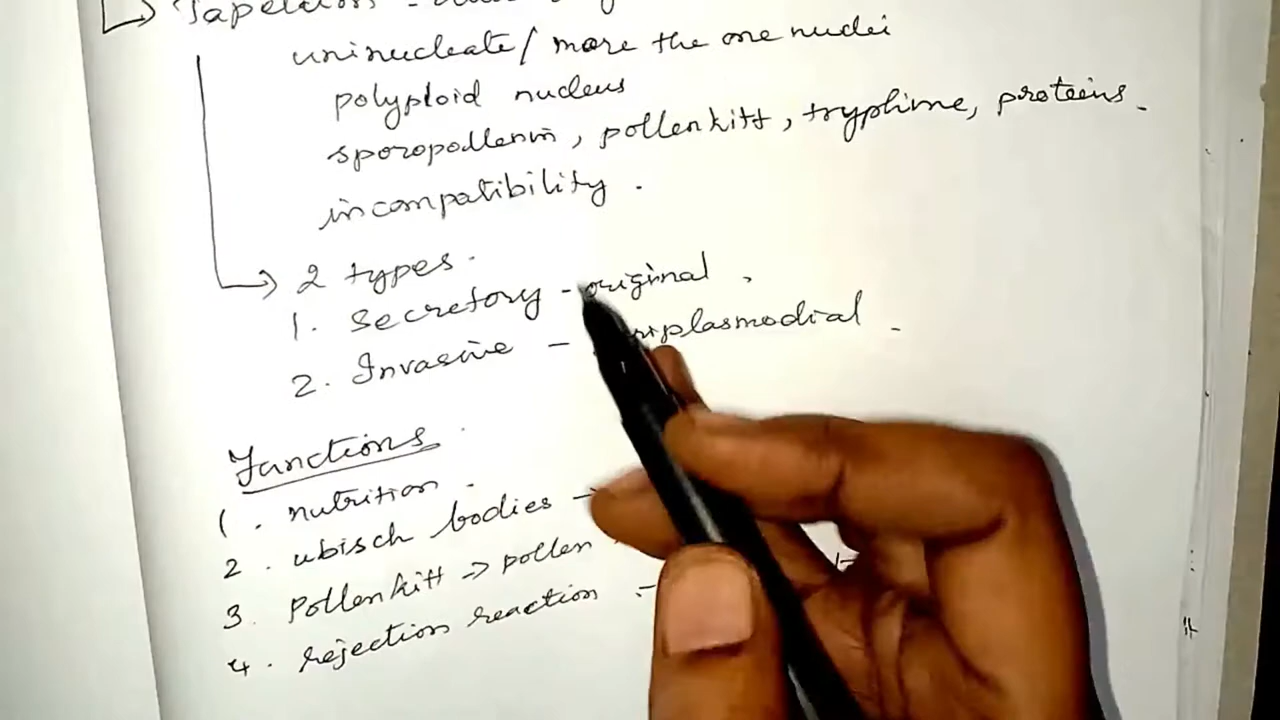 Tapetum -
uninucleate / more the one nuclei
polyploid nucleus
sporopollenin, pollenkitt, tryphine, proteins.
incompatibility.
2 types.
1. Secretory - original,
2. Invasive - riplasmodial.
Functions
1. nutrition.
2. ubisch bodies →
3. Pollenkitt → pollen
4. rejection reaction :-